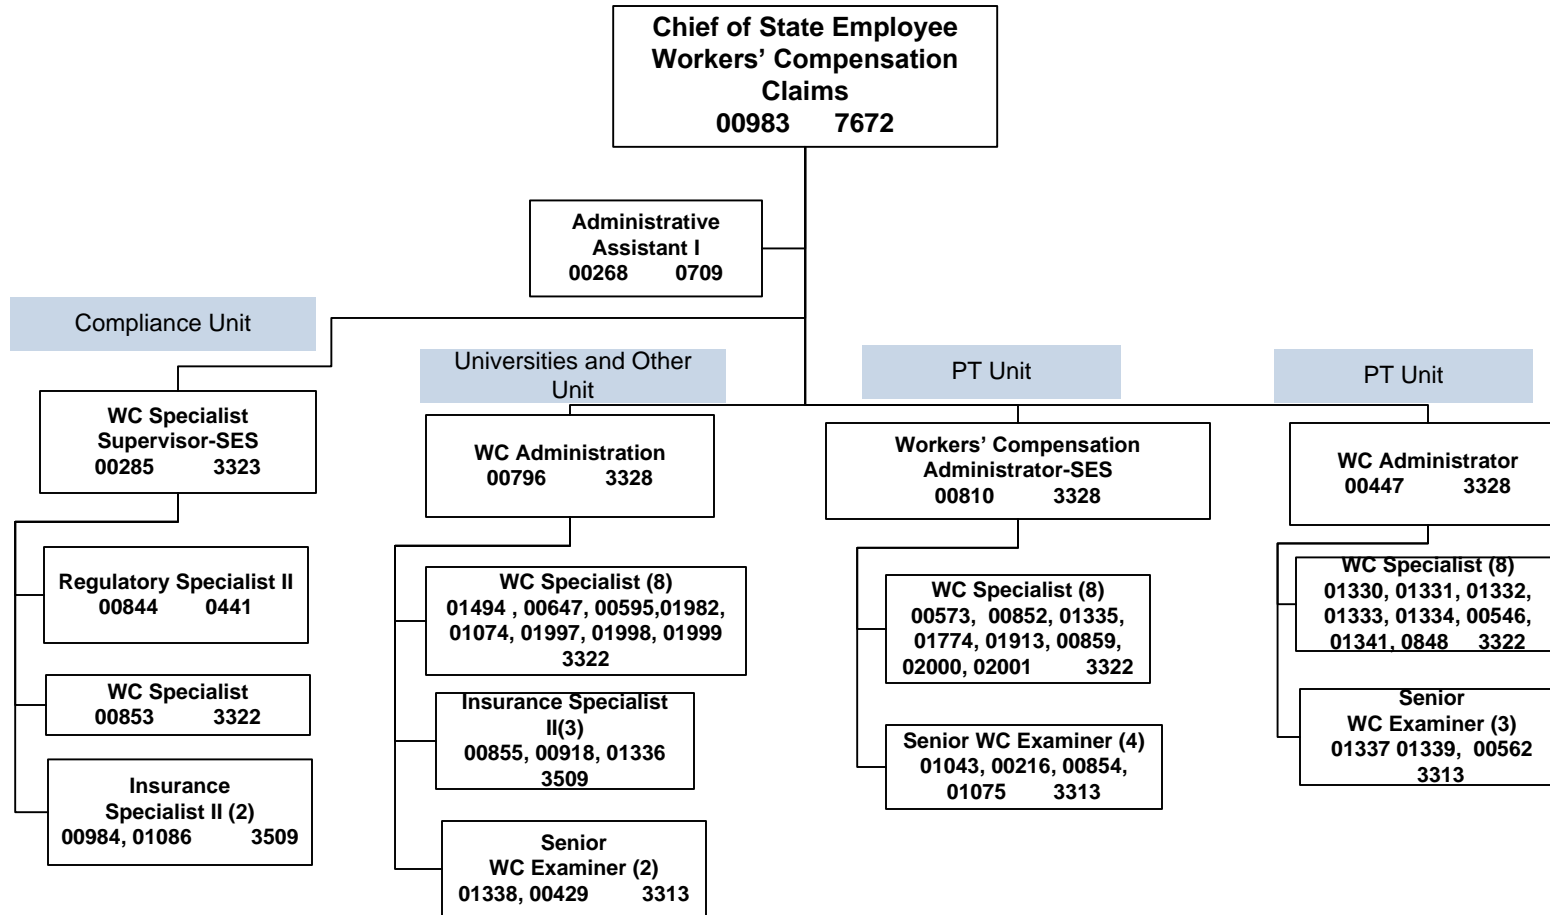 Chief of State Employee
Workers’ Compensation
Claims
00983 7672
Administrative
Assistant I
00268 0709
Compliance Unit
WC Specialist
Supervisor-SES
00285 3323
Regulatory Specialist II
00844 0441
WC Specialist
00853 3322
Insurance
Specialist II (2)
00984, 01086 3509
Universities and Other
Unit
WC Administration
00796 3328
WC Specialist (8)
01494 , 00647, 00595,01982,
01074, 01997, 01998, 01999
3322
Insurance Specialist
II(3)
00855, 00918, 01336
3509
Senior
WC Examiner (2)
01338, 00429 3313
PT Unit
Workers’ Compensation
Administrator-SES
00810 3328
WC Specialist (8)
00573, 00852, 01335,
01774, 01913, 00859,
02000, 02001 3322
Senior WC Examiner (4)
01043, 00216, 00854,
01075 3313
PT Unit
WC Administrator
00447 3328
WC Specialist (8)
01330, 01331, 01332,
01333, 01334, 00546,
01341, 0848 3322
Senior
WC Examiner (3)
01337 01339, 00562
3313